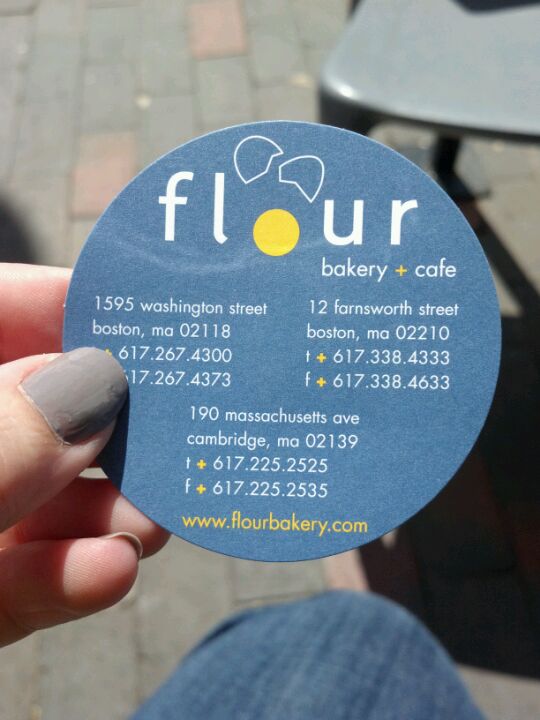 flour
bakery + cafe
1595 washington street
boston, ma 02118
+ 617.267.4300
617.267.4373
12 farnsworth street
boston, ma 02210
t + 617.338.4333
f + 617.338.4633
190 massachusetts ave
cambridge, ma 02139
t + 617.225.2525
f + 617.225.2535
www.flourbakery.com